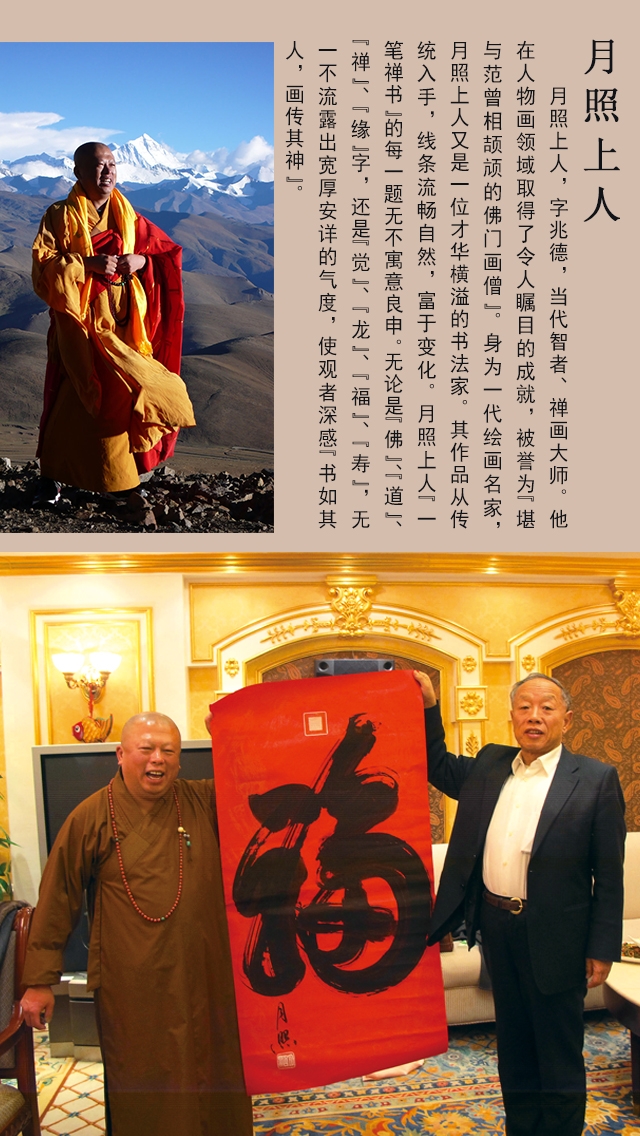 月照上人
月照上人，字兆德，当代智者、禅画大师。他
在人物画领域取得了令人瞩目的成就，被誉为『堪
与范曾相颉颃的佛门画僧』。身为一代绘画名家，
月照上人又是一位才华横溢的书法家。其作品从传
统入手，线条流畅自然，富于变化。月照上人『一
笔禅书』的每一题无不寓意良申。无论是『佛』、『道』、
『禅』、『缘』字，还是『觉』、『龙』、『福』、『寿』，无
一不流露出宽厚安详的气度，使观者深感『书如其
人，画传其神』。
福
月照